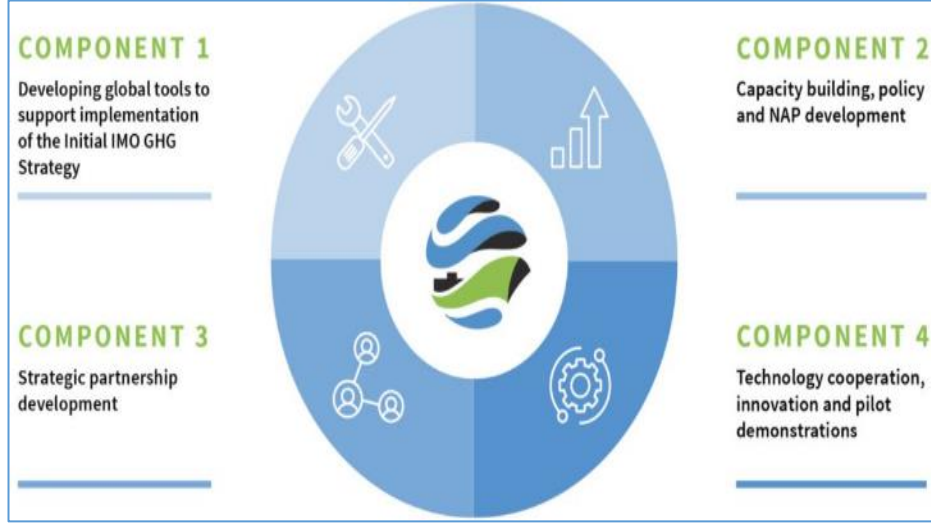 COMPONENT 1
Developing global tools to
support implementation
of the Initial IMO GHG
Strategy
COMPONENT 2
Capacity building, policy
and NAP development
COMPONENT 3
Strategic partnership
development
COMPONENT 4
Technology cooperation,
innovation and pilot
demonstrations